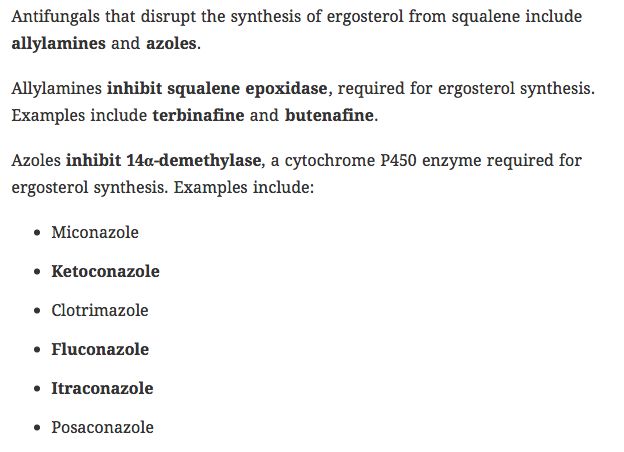 Antifungals that disrupt the synthesis of ergosterol from squalene include
allylamines and azoles.
Allylamines inhibit squalene epoxidase, required for ergosterol synthesis.
Examples include terbinafine and butenafine.
Azoles inhibit 14α-demethylase, a cytochrome P450 enzyme required for
ergosterol synthesis. Examples include:
• Miconazole
• Ketoconazole
• Clotrimazole
• Fluconazole
• Itraconazole
• Posaconazole